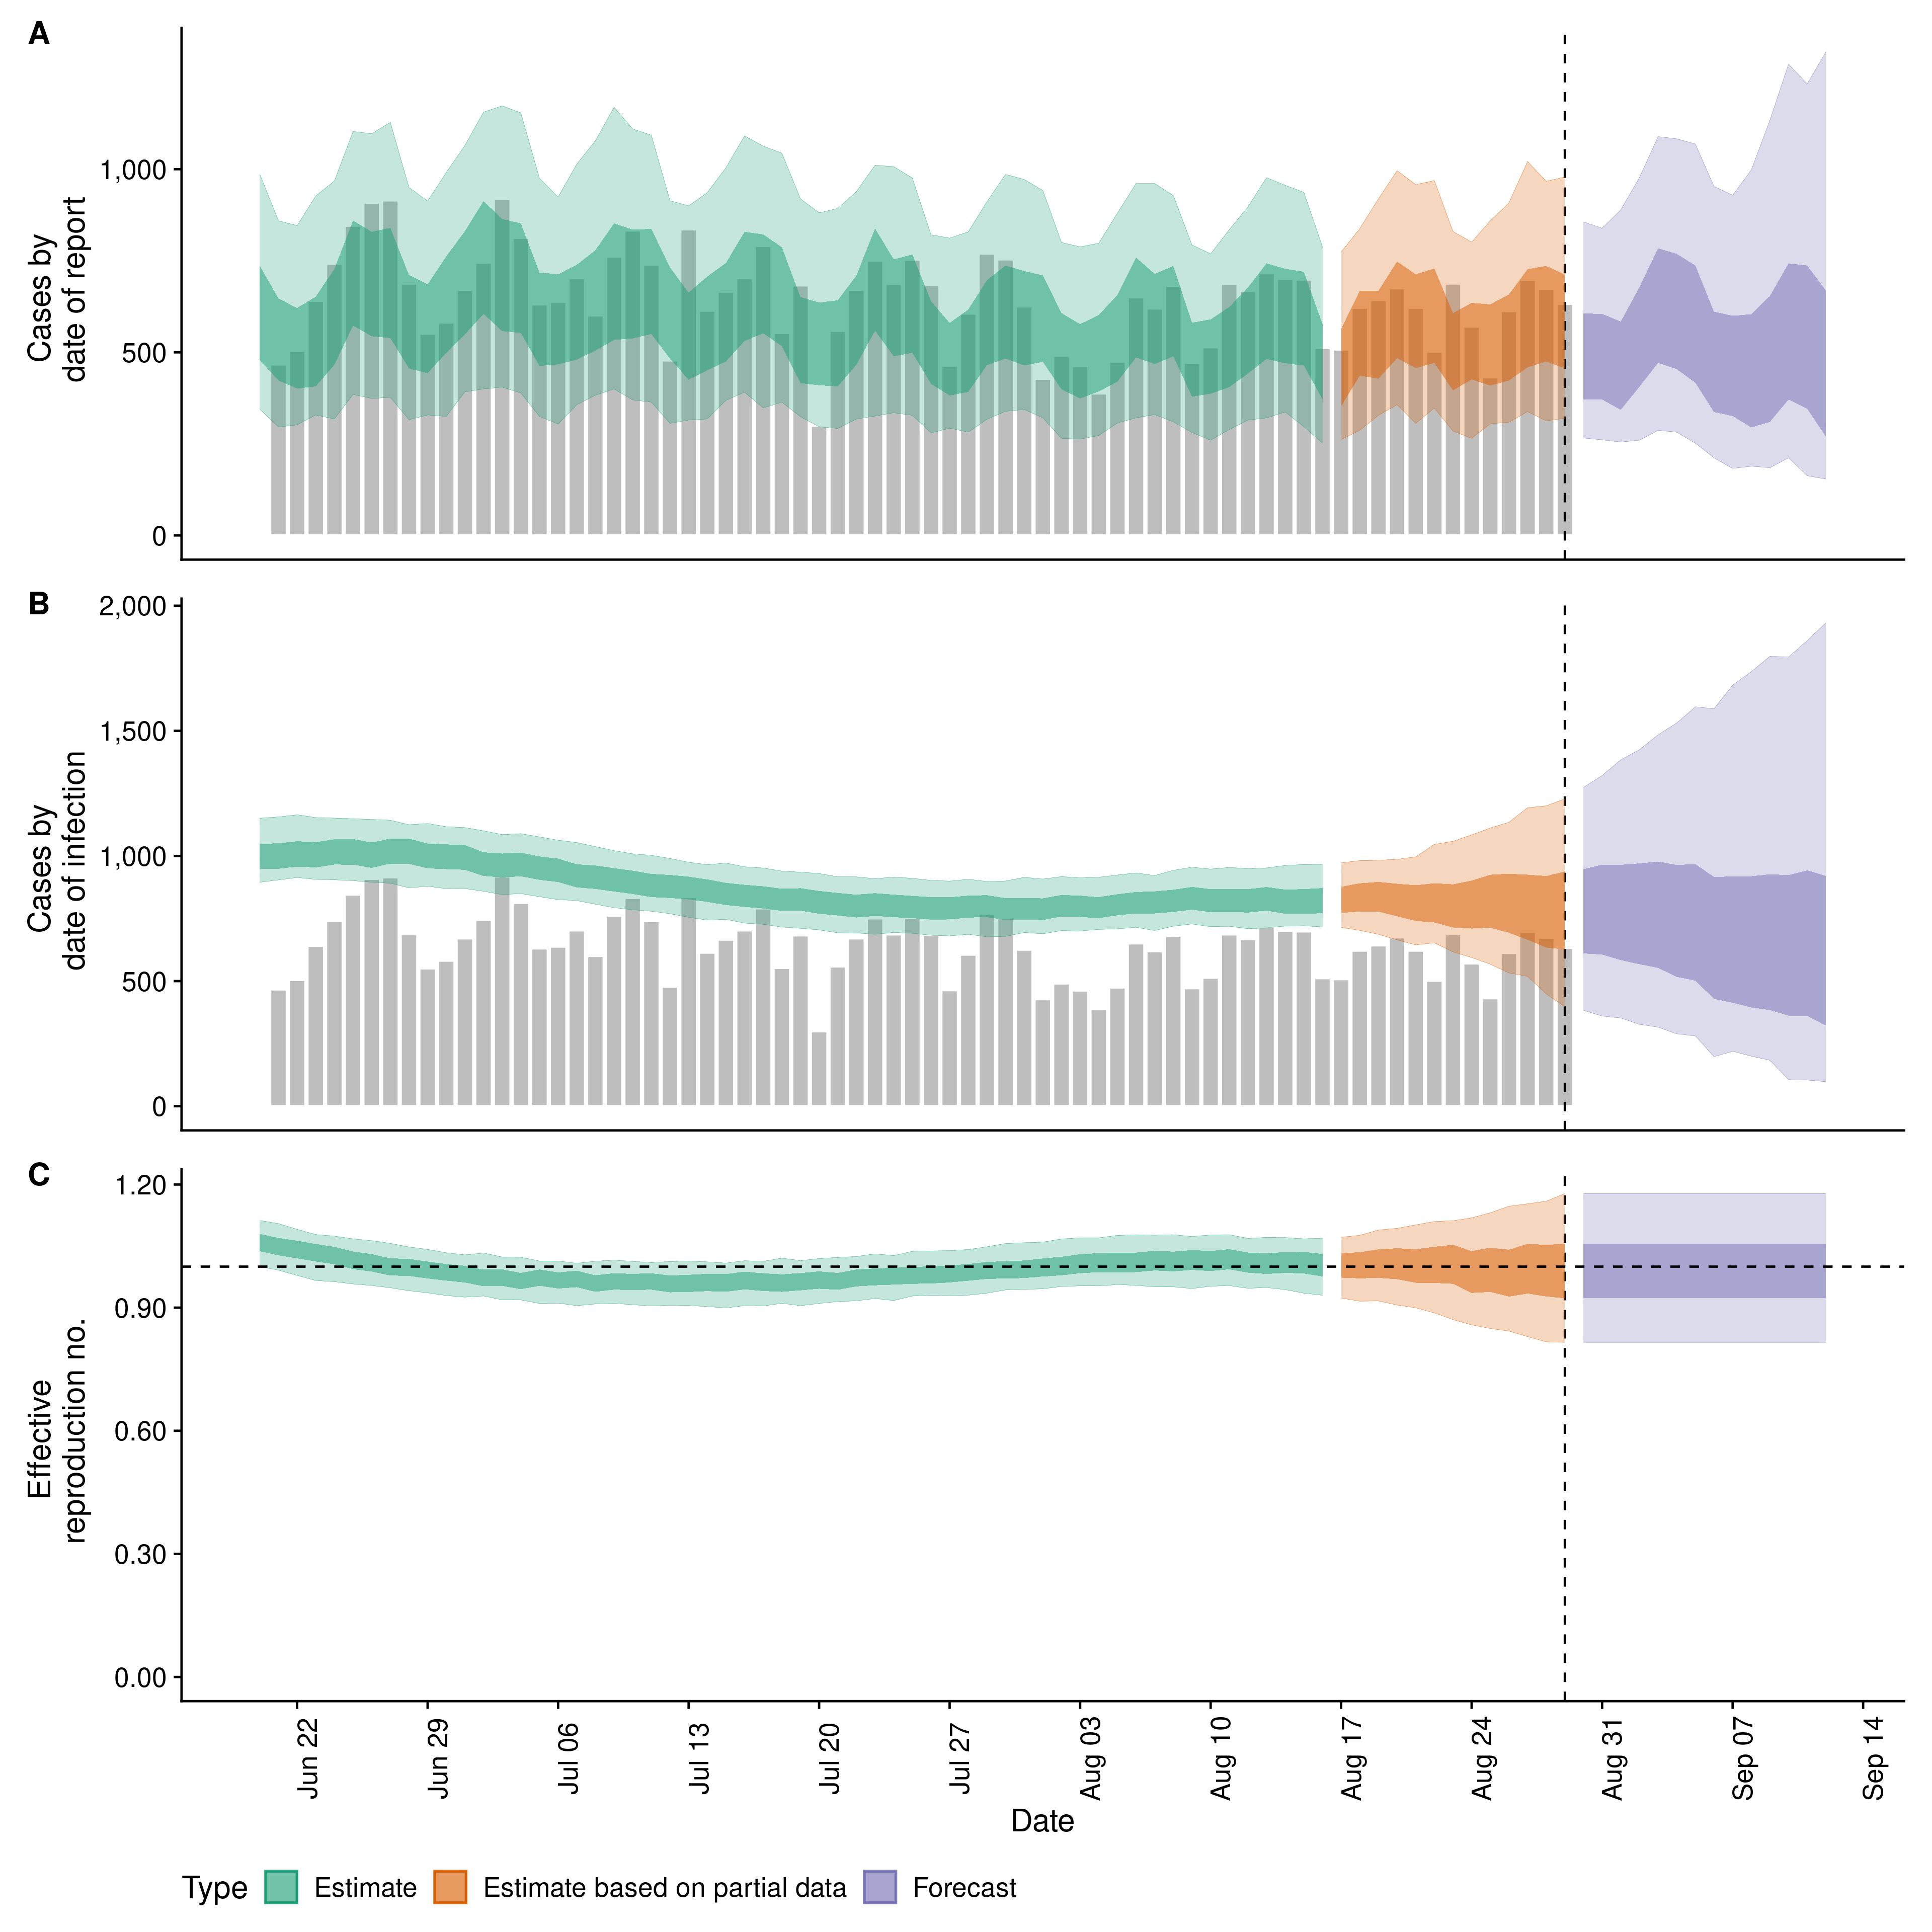 A
Cases by
date of report
1,000
500
0
B
Cases by
date of infection
2,000
1,500
1,000
500
0
C
Effective
reproduction no.
1.20
0.90
0.60
0.30
0.00
Jun 22
Jun 29
Jul 06
Jul 13
Jul 20
Jul 27
Aug 03
Aug 10
Aug 17
Aug 24
Aug 31
Sep 07
Sep 14
Date
Type Estimate Estimate based on partial data Forecast